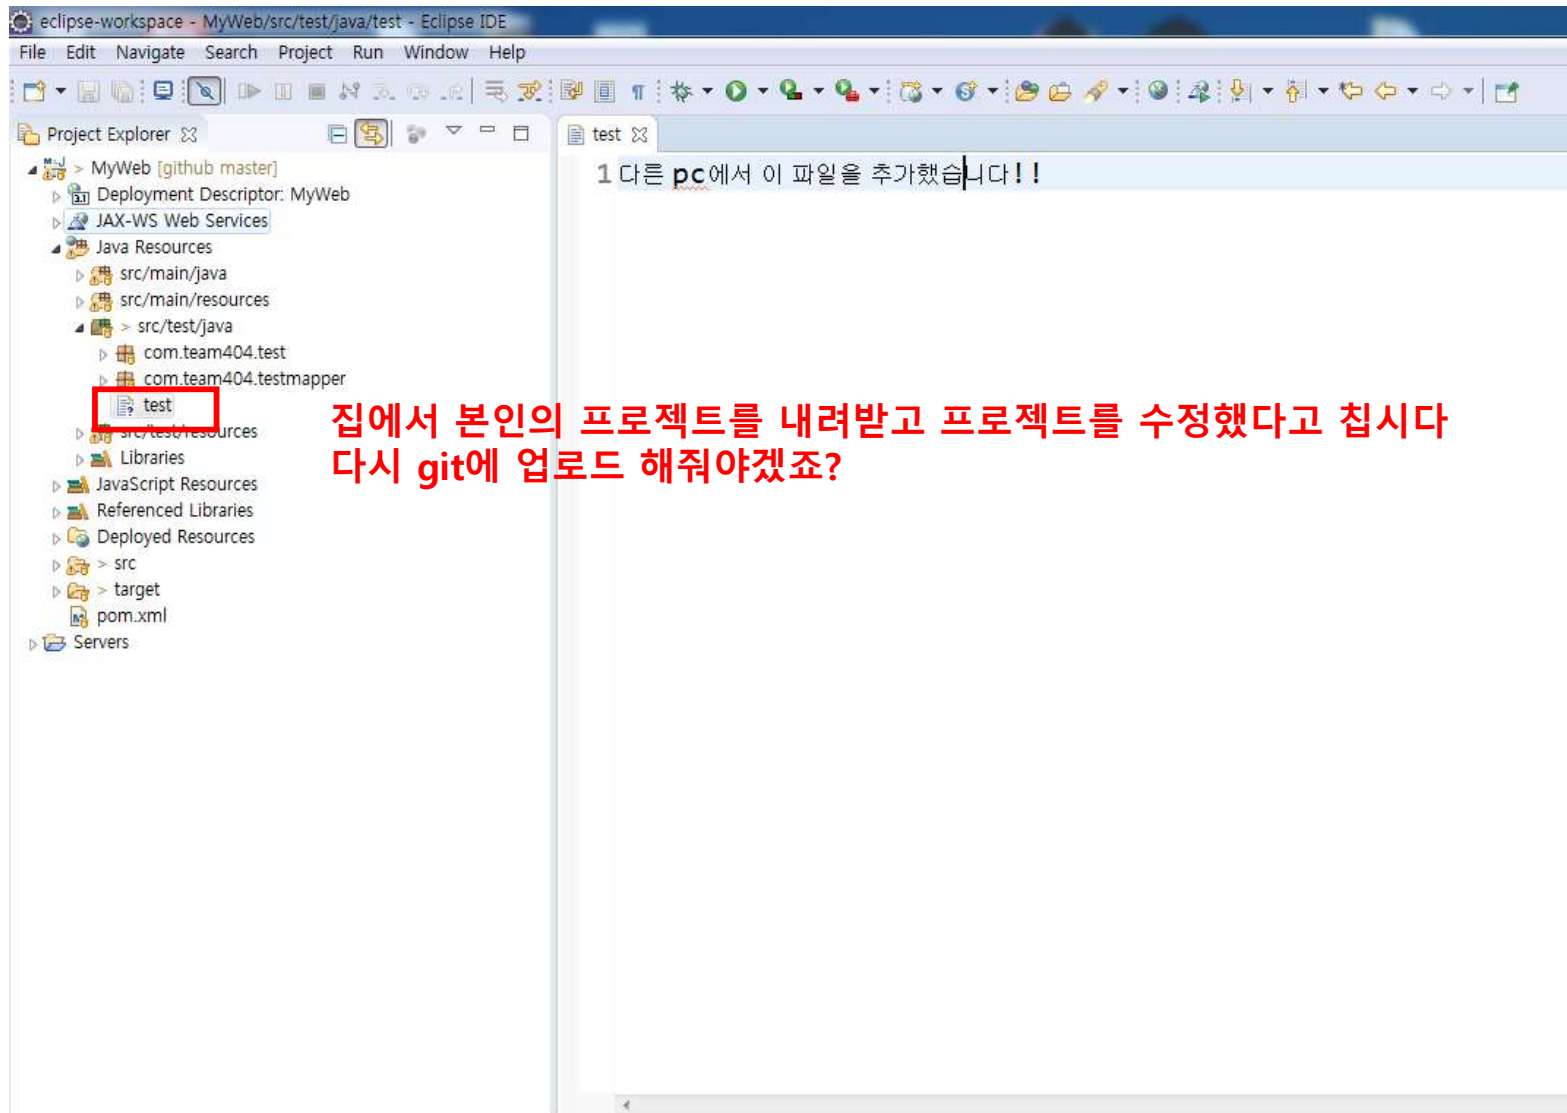 eclipse-workspace - MyWeb/src/test/java/test - Eclipse IDE
File Edit Navigate Search Project Run Window Help
Project Explorer
test
> MyWeb [github master]
Deployment Descriptor: MyWeb
JAX-WS Web Services
Java Resources
src/main/java
src/main/resources
> src/test/java
com.team404.test
com.team404.testmapper
test
src/test/resources
Libraries
JavaScript Resources
Referenced Libraries
Deployed Resources
> src
> target
pom.xml
Servers
1 다른 pc에서 이 파일을 추가했습니다!!
집에서 본인의 프로젝트를 내려받고 프로젝트를 수정했다고 칩시다
다시 git에 업로드 해줘야겠죠?